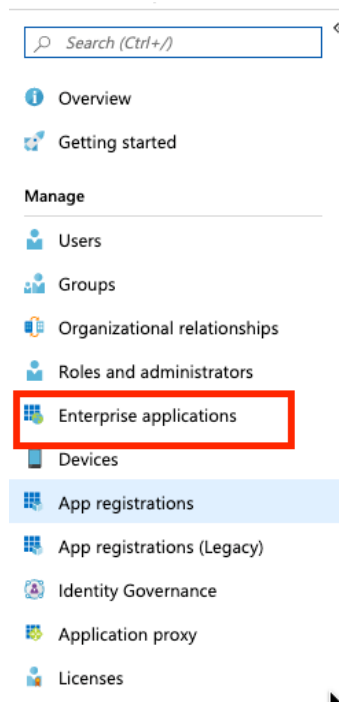 Search (Ctrl+/)
Overview
Getting started
Manage
Users
Groups
Organizational relationships
Roles and administrators
Enterprise applications
Devices
App registrations
App registrations (Legacy)
Identity Governance
Application proxy
Licenses